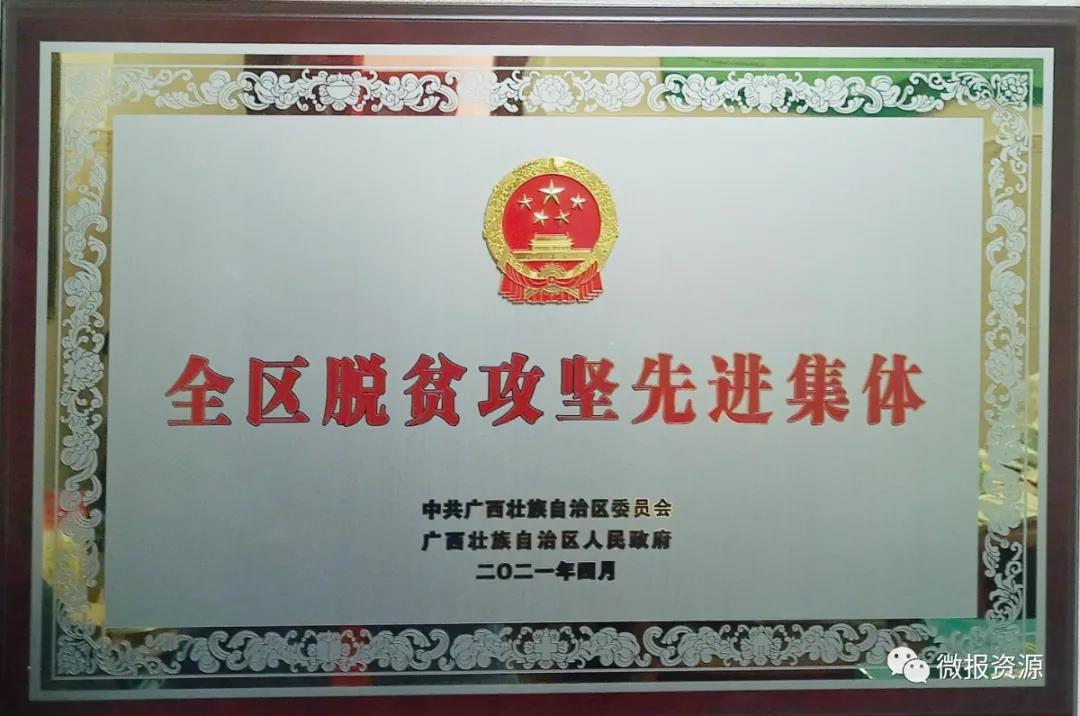 全区脱贫攻坚先进集体
中共广西壮族自治区委员会
广西壮族自治区人民政府
二〇二一年四月
微报资源